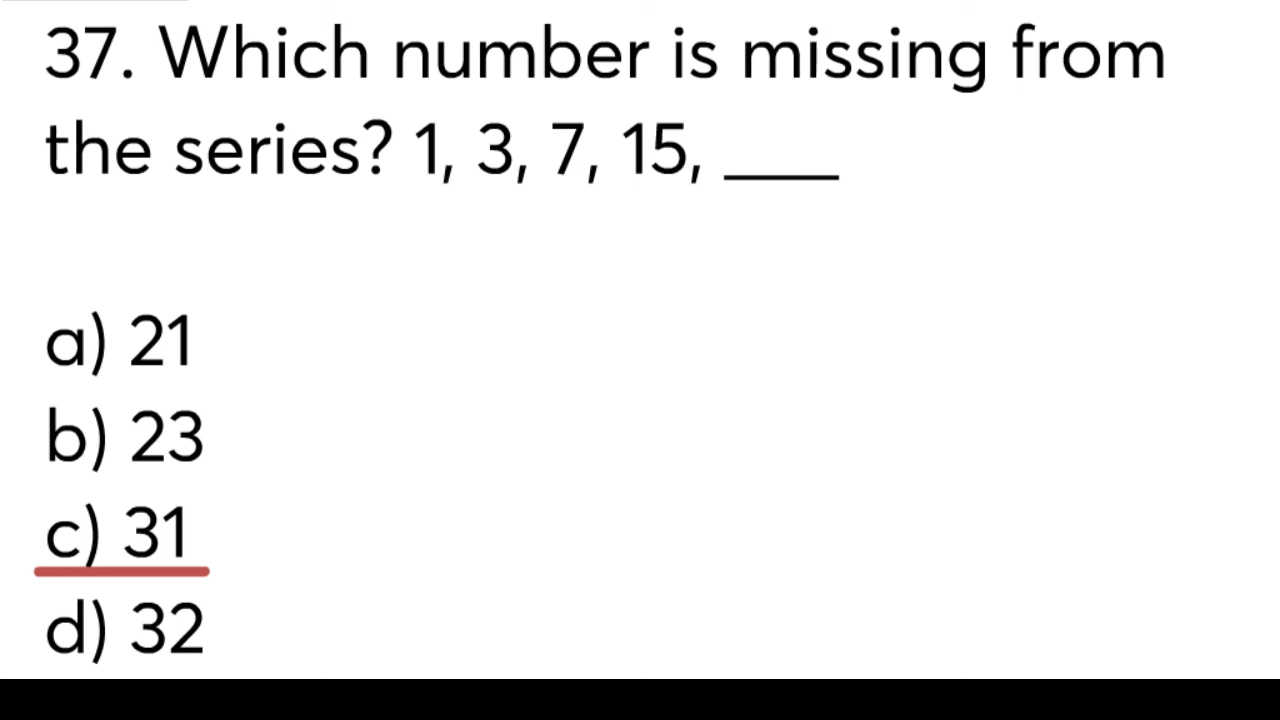 37. Which number is missing from
the series? 1, 3, 7, 15, ____
a) 21
b) 23
c) 31
d) 32